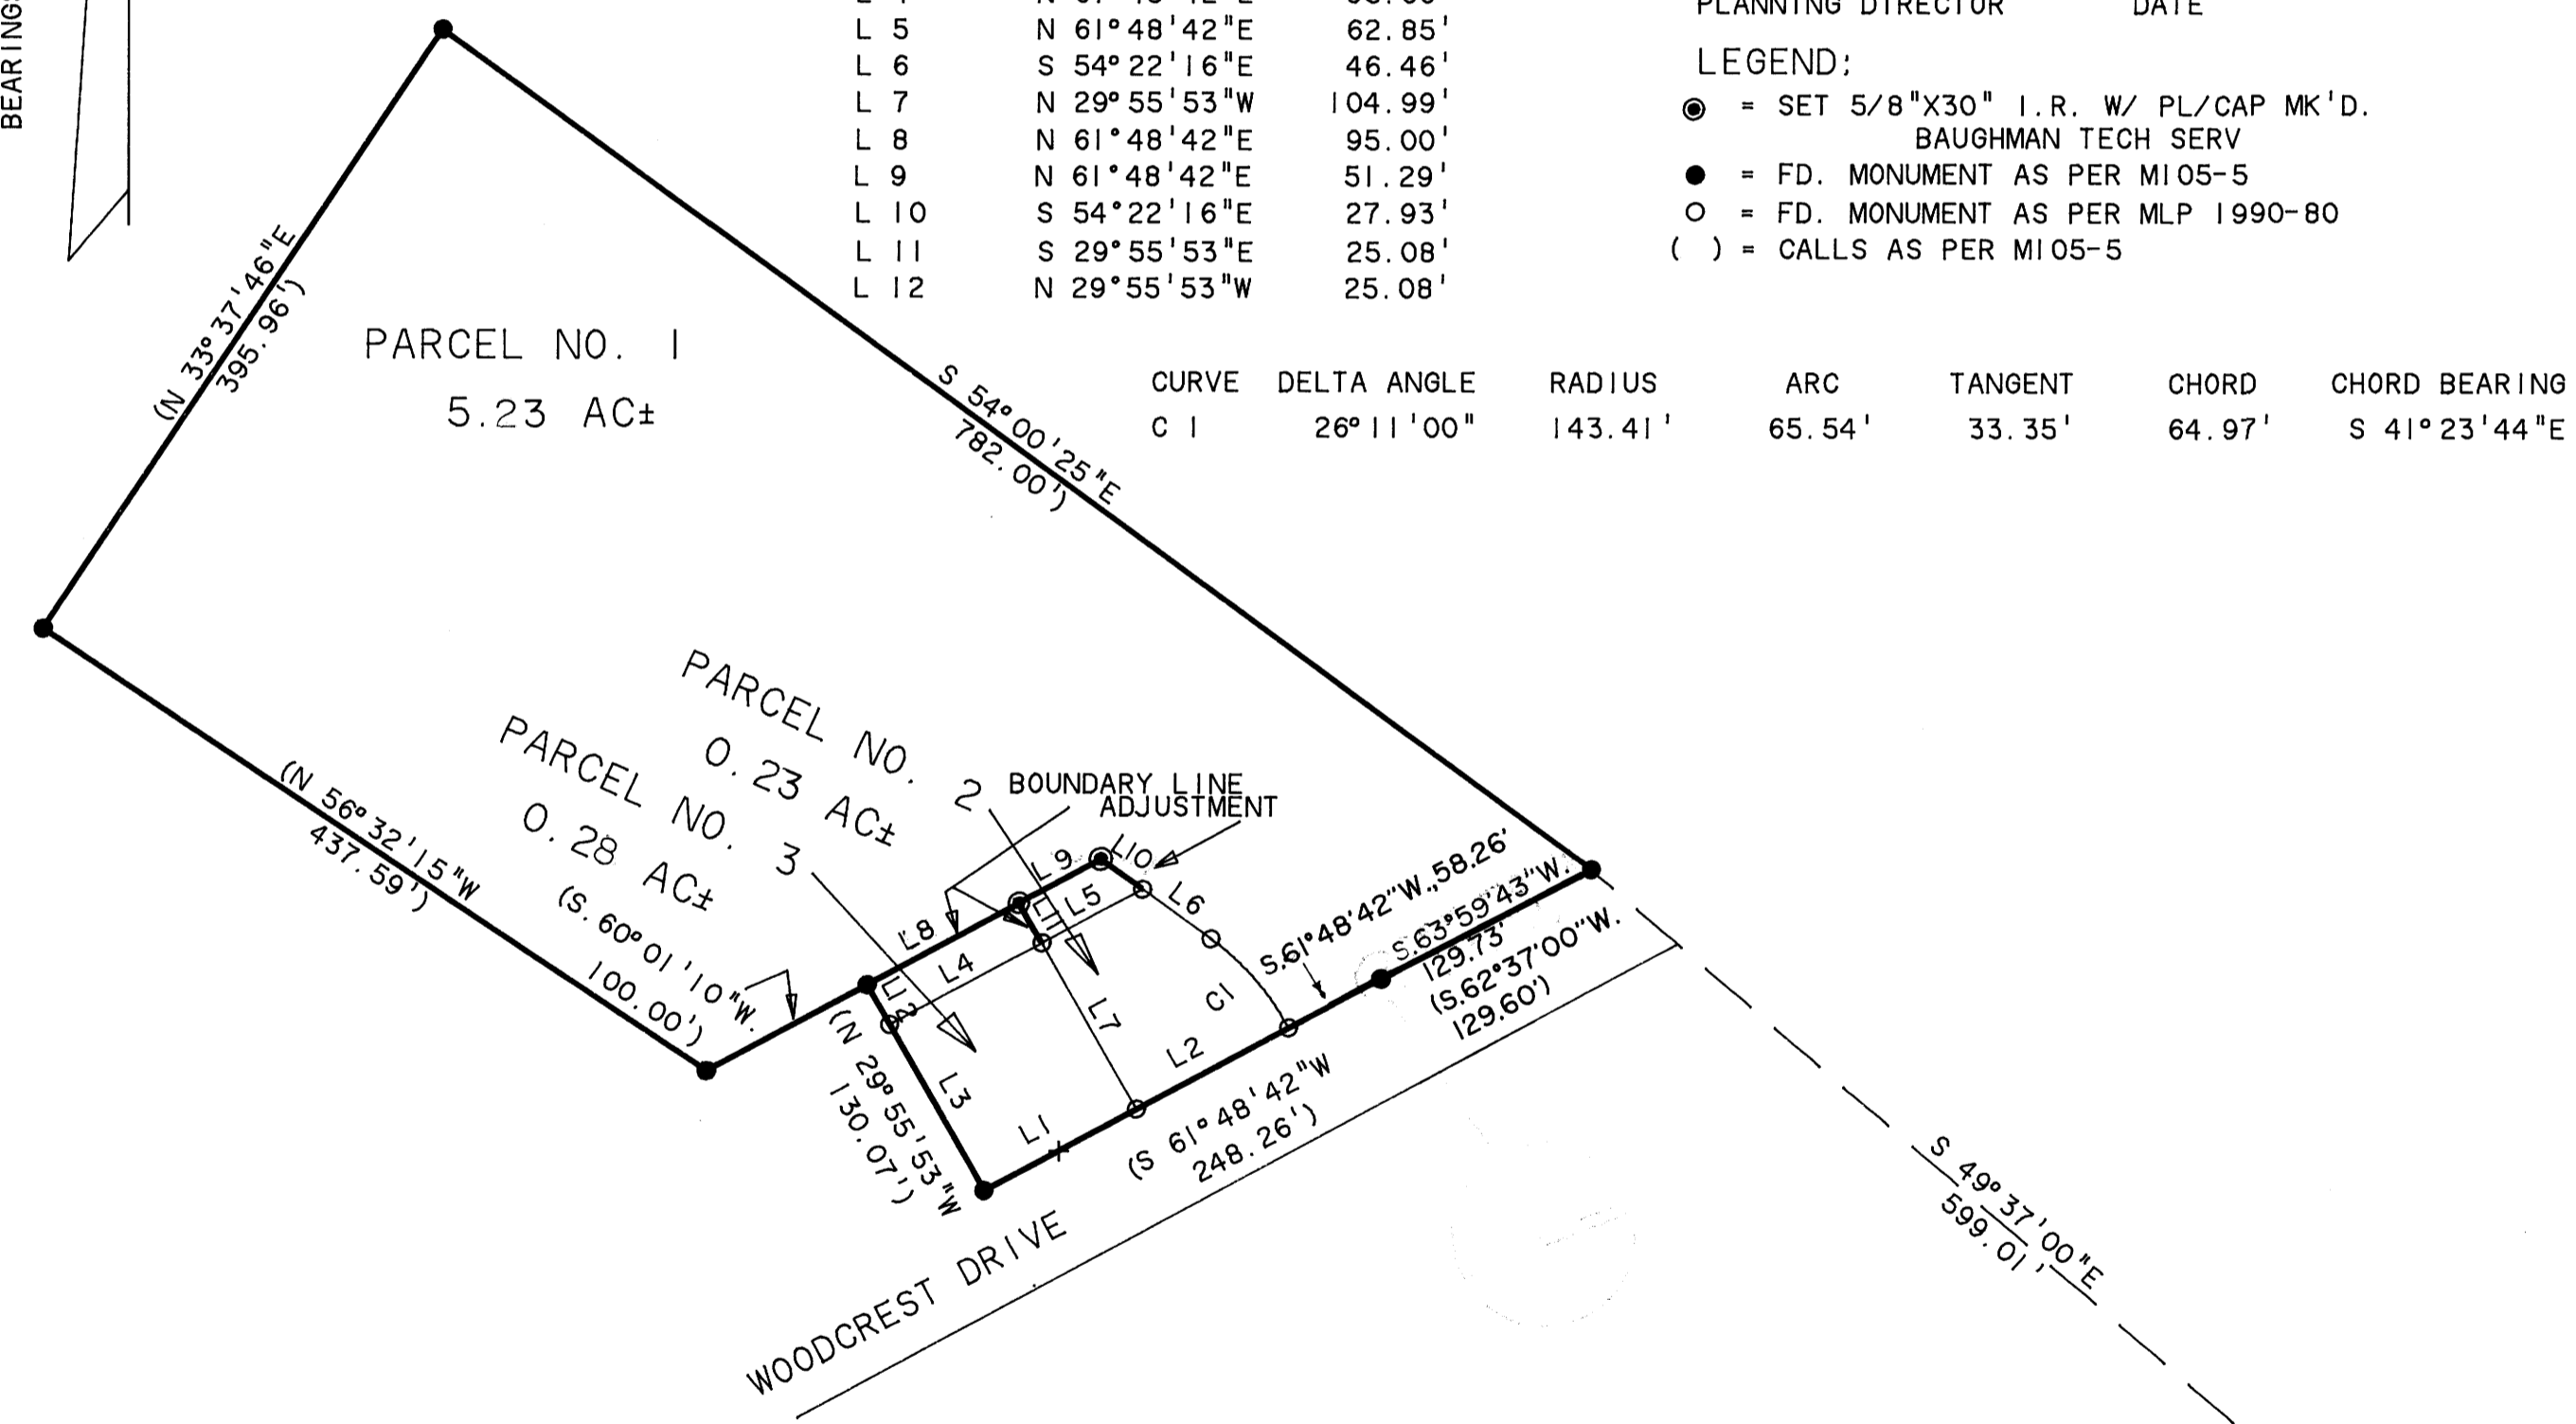 BEARINGS
L 5 N 61°48'42"E 62.85'
L 6 S 54°22'16"E 46.46'
L 7 N 29°55'53"W 104.99'
L 8 N 61°48'42"E 95.00'
L 9 N 61°48'42"E 51.29'
L 10 S 54°22'16"E 27.93'
L 11 S 29°55'53"E 25.08'
L 12 N 29°55'53"W 25.08'
PLANNING DIRECTOR DATE
LEGEND;
= SET 5/8"X30" I.R. W/ PL/CAP MK'D.
BAUGHMAN TECH SERV
= FD. MONUMENT AS PER M105-5
= FD. MONUMENT AS PER MLP 1990-80
( ) = CALLS AS PER M105-5
CURVE DELTA ANGLE RADIUS ARC TANGENT CHORD CHORD BEARING
C 1 26°11'00" 143.41' 65.54' 33.35' 64.97' S 41°23'44"E
(N 33°37'46"E
395.96')
PARCEL NO. 1
5.23 AC±
S 54°00'25"E
782.00')
PARCEL NO. 2
0.23 AC±
PARCEL NO. 3
0.28 AC±
BOUNDARY LINE
ADJUSTMENT
(N 56°32'15"W
437.59')
(S.60°01'10"W.
100.00')
L8
L9
L10
L11
L5
L6
L4
L12
L7
C1
L3
L2
L1
S.61°48'42"W.,58.26'
S.63°59'43"W.
129.73'
(S.62°37'00"W.
129.60')
(N 29°55'53"W
130.07')
(S 61°48'42"W
248.26')
WOODCREST DRIVE
S 49°37'00"E
599.01'